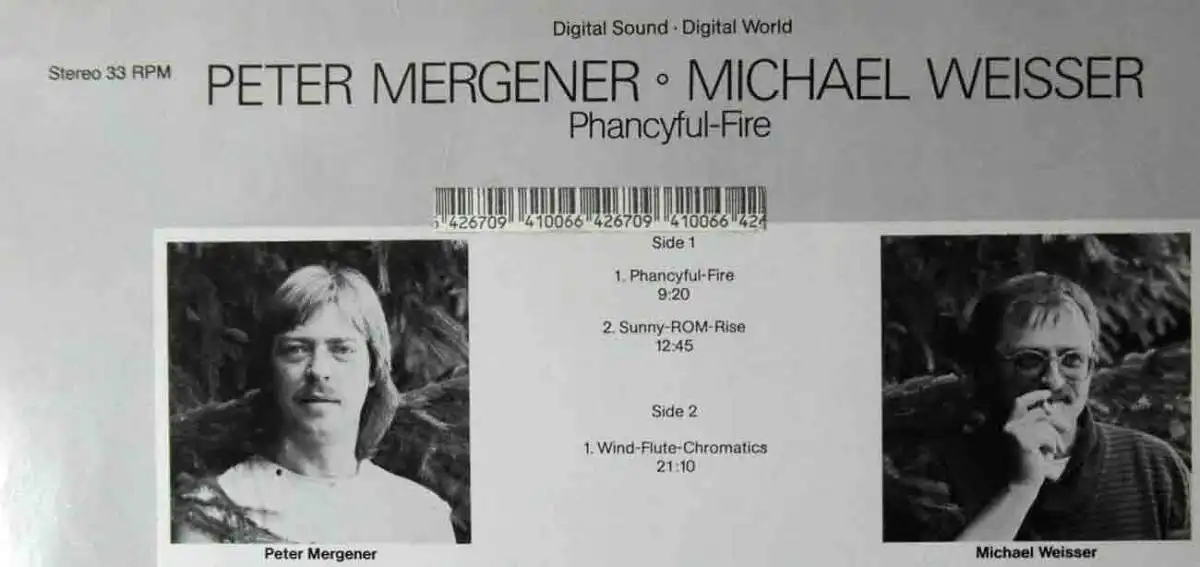 Digital Sound · Digital World
Stereo 33 RPM
PETER MERGENER ° MICHAEL WEISSER
Phancyful-Fire
426709 410066 426709 410066
Side 1
1. Phancyful-Fire
9:20
2. Sunny-ROM-Rise
12:45
Side 2
1. Wind-Flute-Chromatics
21:10
Peter Mergener
Michael Weisser